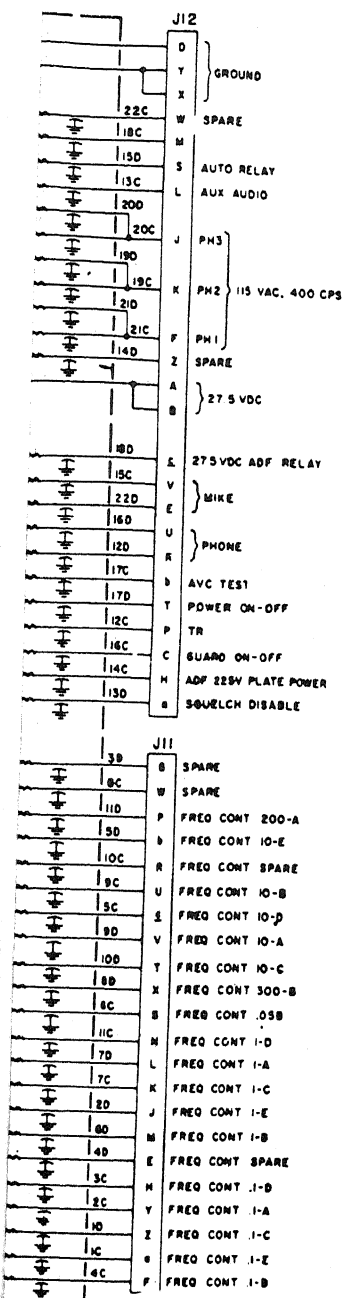 J12
D
Y GROUND
X
22C W SPARE
18C M
15D S AUTO RELAY
13C L AUX AUDIO
20D
20C J PH3
19D
19C K PH2 115 VAC, 400 CPS
21D
21C F PH1
14D Z SPARE
A
B 27.5 VDC
18D c 27.5VDC ADF RELAY
15C V
22D E MIKE
16D U
12D R PHONE
17C b AVC TEST
17D T POWER ON-OFF
12C P TR
16C C GUARD ON-OFF
14C H ADF 225V PLATE POWER
13D a SQUELCH DISABLE
J11
3D G SPARE
8C W SPARE
11D P FREQ CONT 200-A
5D b FREQ CONT 10-E
10C R FREQ CONT SPARE
9C U FREQ CONT 10-B
5C c FREQ CONT 10-D
9D V FREQ CONT 10-A
10D T FREQ CONT 10-C
8D X FREQ CONT 300-B
6C S FREQ CONT .05B
11C N FREQ CONT 1-D
7D L FREQ CONT 1-A
7C K FREQ CONT 1-C
2D J FREQ CONT 1-E
6D M FREQ CONT 1-B
4D E FREQ CONT SPARE
3C H FREQ CONT .1-D
2C Y FREQ CONT .1-A
1D Z FREQ CONT .1-C
1C a FREQ CONT .1-E
4C F FREQ CONT .1-B